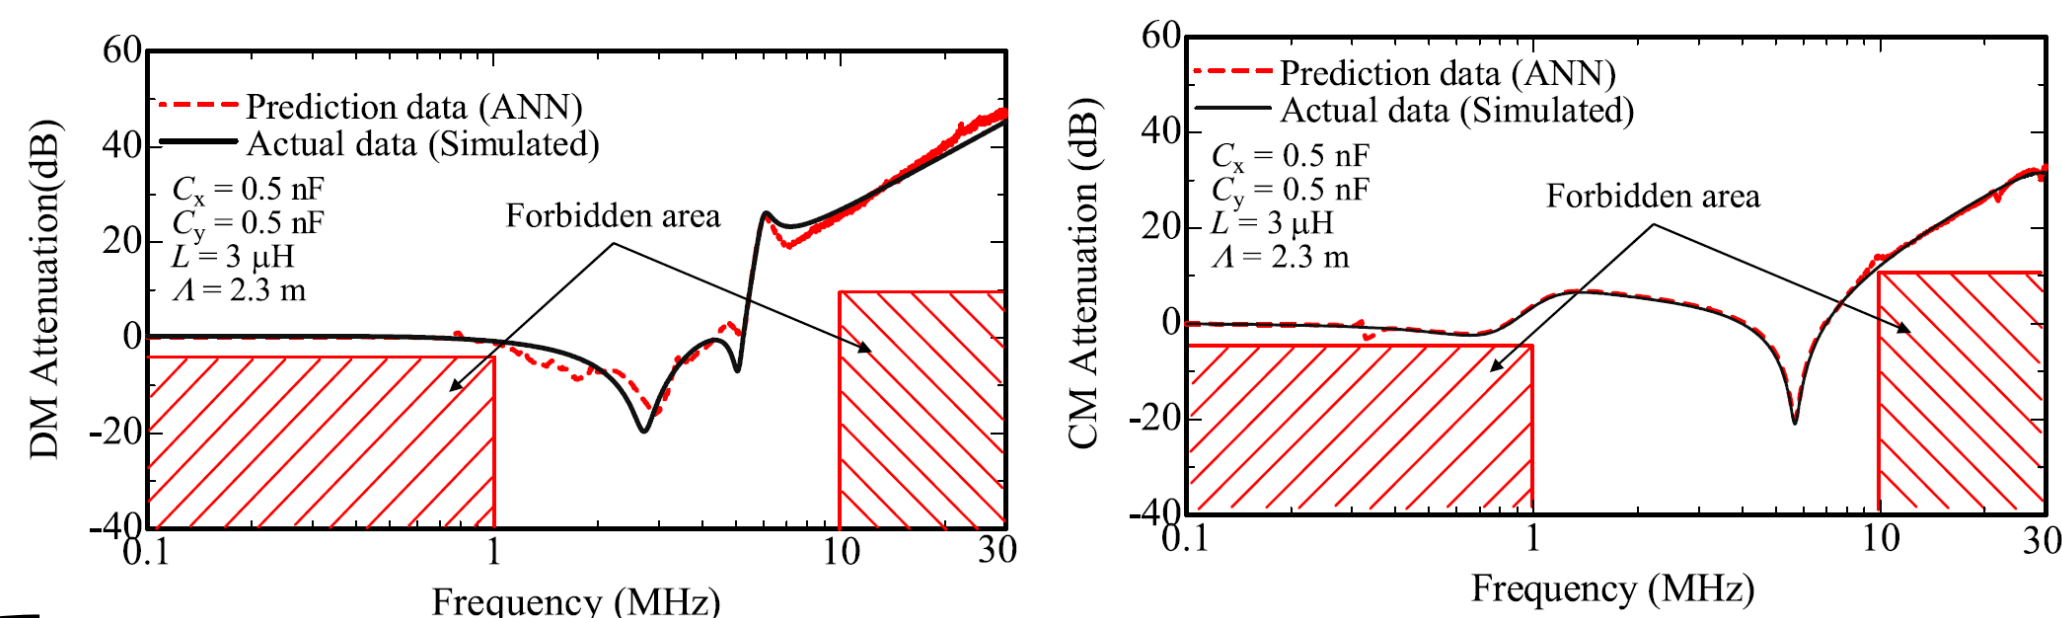 60
40
20
0
-20
-40
DM Attenuation(dB)
Prediction data (ANN)
Actual data (Simulated)
Cx = 0.5 nF
Cy = 0.5 nF
L = 3 μH
Λ = 2.3 m
Forbidden area
0.1 1 10 30
Frequency (MHz)
60
40
20
0
-20
-40
CM Attenuation (dB)
Prediction data (ANN)
Actual data (Simulated)
Cx = 0.5 nF
Cy = 0.5 nF
L = 3 μH
Λ = 2.3 m
Forbidden area
0.1 1 10 30
Frequency (MHz)